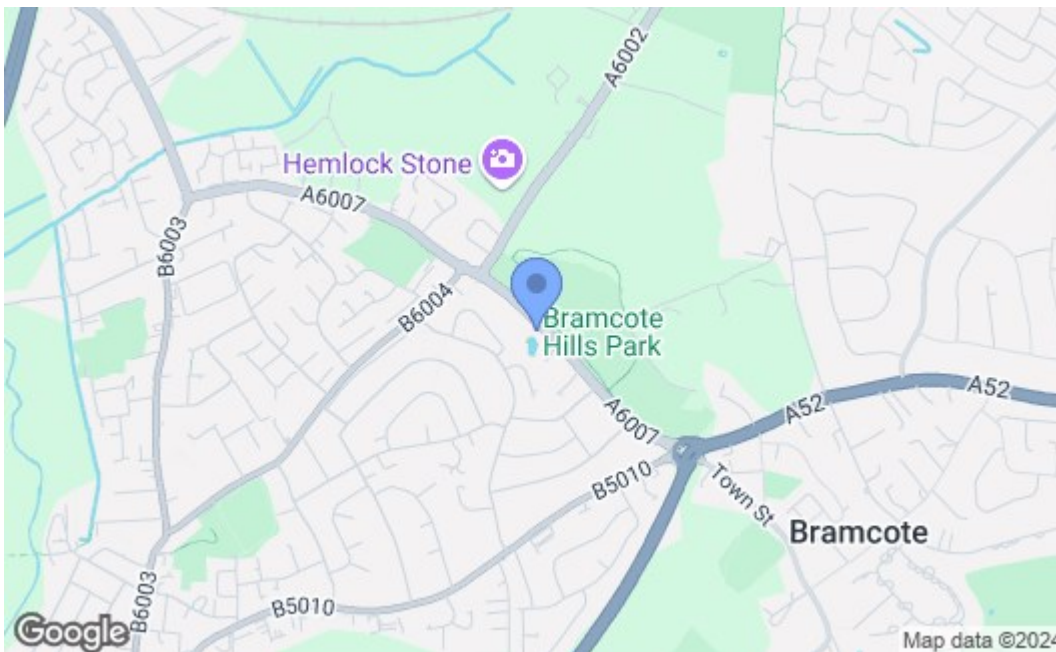 A6002
Hemlock Stone
A6007
B6003
B6004
Bramcote
Hills Park
A52
A52
A6007
B5010
Town St
Bramcote
B6003
B5010
Google
Map data ©2024